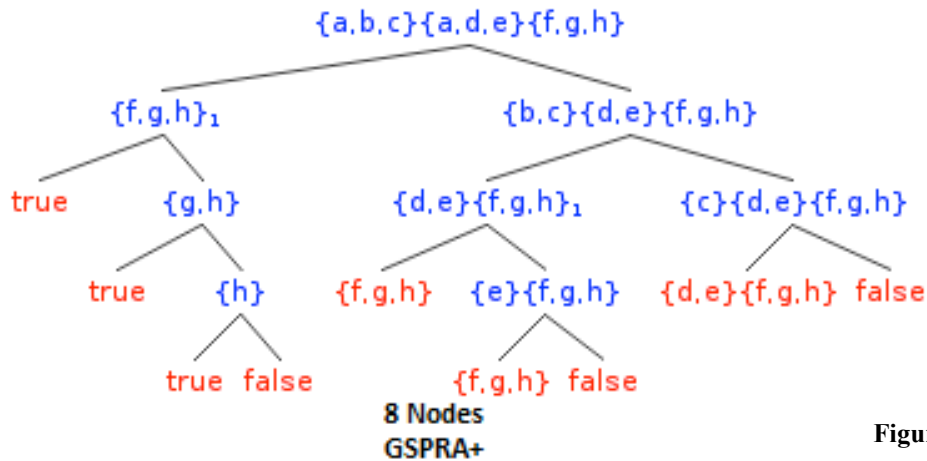 {a,b,c}{a,d,e}{f,g,h}
{f,g,h}₁ {b,c}{d,e}{f,g,h}
true {g,h} {d,e}{f,g,h}₁ {c}{d,e}{f,g,h}
true {h} {f,g,h} {e}{f,g,h} {d,e}{f,g,h} false
true false {f,g,h} false
8 Nodes
GSPRA+